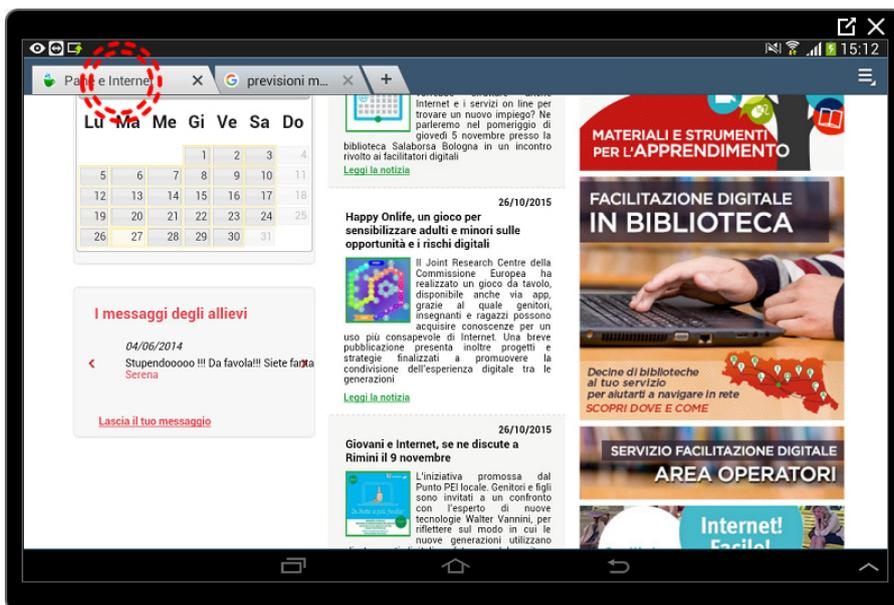 15:12
Pane e Internet
previsioni m...
Lu Ma Me Gi Ve Sa Do
1 2 3 4
5 6 7 8 9 10 11
12 13 14 15 16 17 18
19 20 21 22 23 24 25
26 27 28 29 30 31
I messaggi degli allievi
04/06/2014
Stupendooooo !!! Da favola!!! Siete fanta
Serena
Lascia il tuo messaggio
Internet e i servizi on line per
trovare un nuovo impiego? Ne
parleremo nel pomeriggio di
giovedì 5 novembre presso la
biblioteca Salaborsa Bologna in un incontro
rivolto ai facilitatori digitali
Leggi la notizia
26/10/2015
Happy Onlife, un gioco per
sensibilizzare adulti e minori sulle
opportunità e i rischi digitali
Il Joint Research Centre della
Commissione Europea ha
realizzato un gioco da tavolo,
disponibile anche via app,
grazie al quale genitori,
insegnanti e ragazzi possono
acquisire conoscenze per un
uso più consapevole di Internet. Una breve
pubblicazione presenta inoltre progetti e
strategie finalizzati a promuovere la
condivisione dell'esperienza digitale tra le
generazioni
Leggi la notizia
26/10/2015
Giovani e Internet, se ne discute a
Rimini il 9 novembre
L'iniziativa promossa dal
Punto PEI locale. Genitori e figli
sono invitati a un confronto
con l'esperto di nuove
tecnologie Walter Vannini, per
riflettere sul modo in cui le
nuove generazioni utilizzano
MATERIALI E STRUMENTI
PER L'APPRENDIMENTO
FACILITAZIONE DIGITALE
IN BIBLIOTECA
Decine di biblioteche
al tuo servizio
per aiutarti a navigare in rete
SCOPRI DOVE E COME
SERVIZIO FACILITAZIONE DIGITALE
AREA OPERATORI
Internet!
Facile!